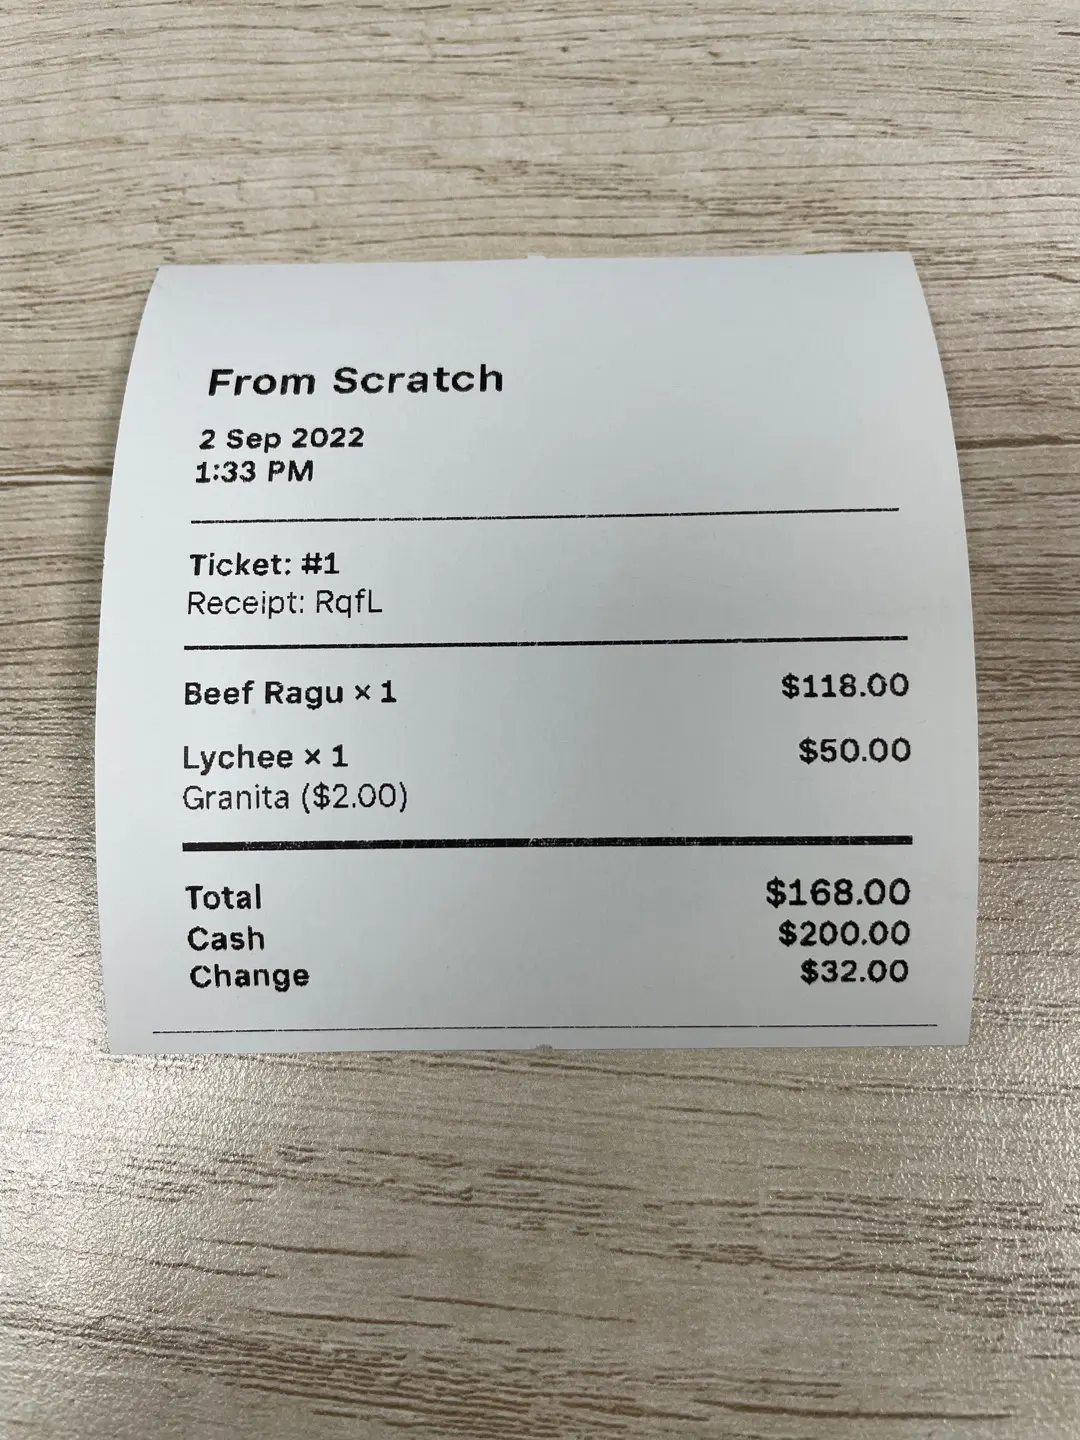 From Scratch
2 Sep 2022
1:33 PM
Ticket: #1
Receipt: RqfL
Beef Ragu × 1 $118.00
Lychee × 1 $50.00
Granita ($2.00)
Total $168.00
Cash $200.00
Change $32.00